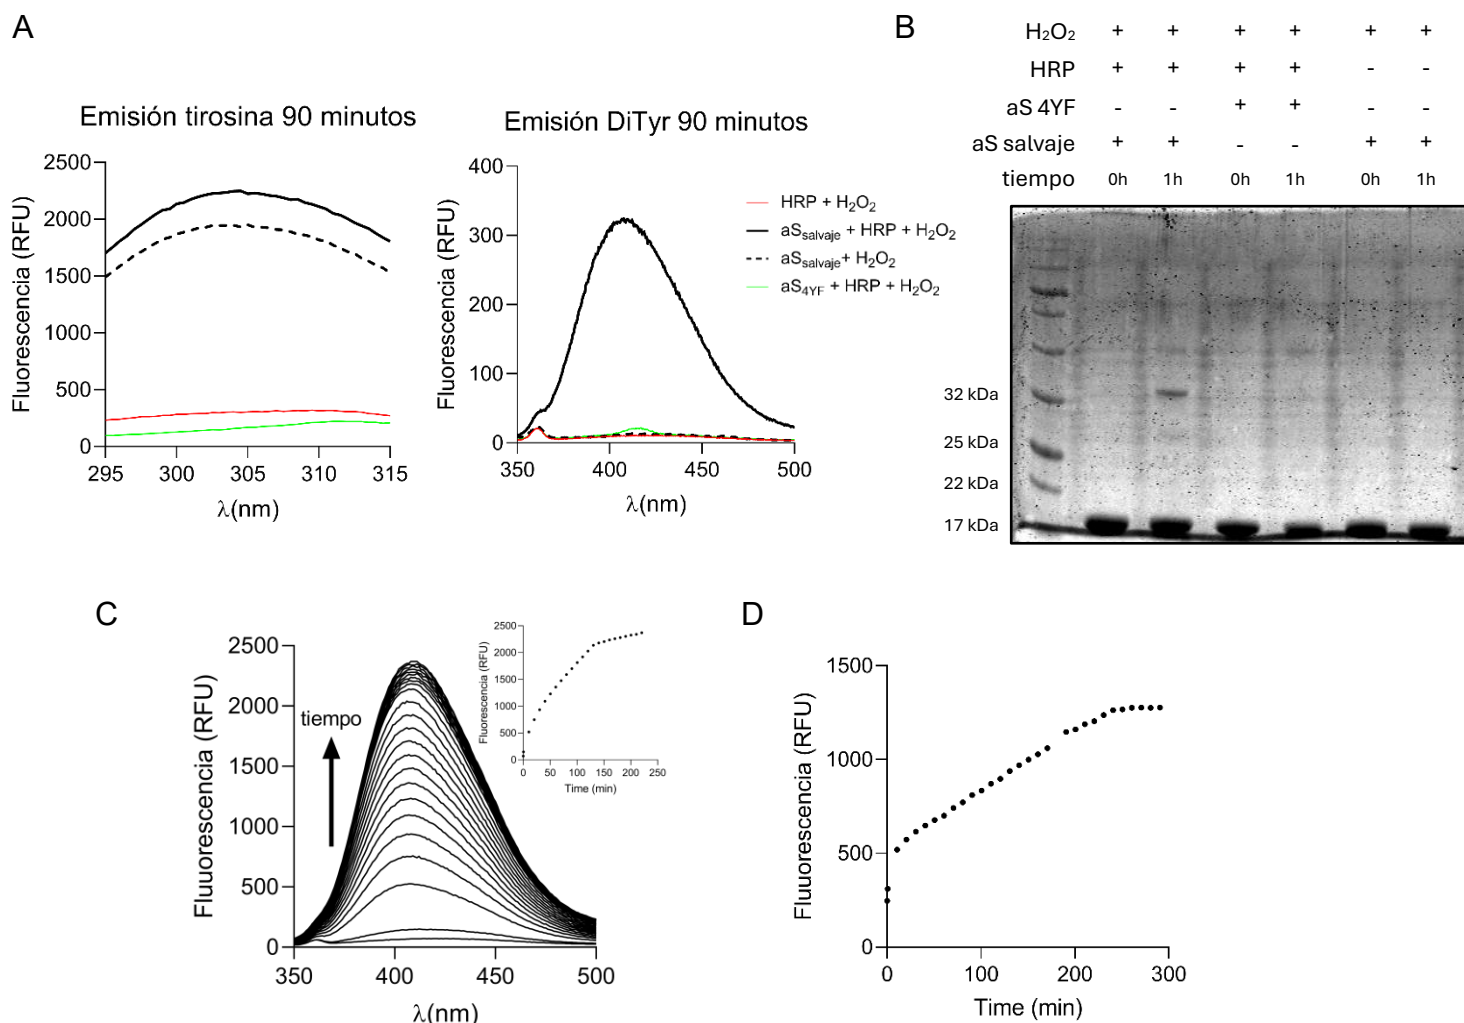 A
Emisión tirosina 90 minutos
Fluorescencia (RFU)
2500
2000
1500
1000
500
0
295
300
305
310
315
λ(nm)
Emisión DiTyr 90 minutos
Fluorescencia (RFU)
400
300
200
100
0
350
400
450
500
λ(nm)
HRP + H2O2
aSsalvaje + HRP + H2O2
aSsalvaje+ H2O2
aS4YF + HRP + H2O2
B
H2O2 + + + + + +
HRP + + + + - -
aS 4YF - - + + - -
aS salvaje + + - - + +
tiempo 0h 1h 0h 1h 0h 1h
32 kDa
25 kDa
22 kDa
17 kDa
C
Fluuorescencia (RFU)
2500
2000
1500
1000
500
0
350
400
450
500
λ(nm)
tiempo
Fluorescencia (RFU)
2500
2000
1500
1000
500
0
0
50
100
150
200
250
Time (min)
D
Fluuorescencia (RFU)
1500
1000
500
0
0
100
200
300
Time (min)